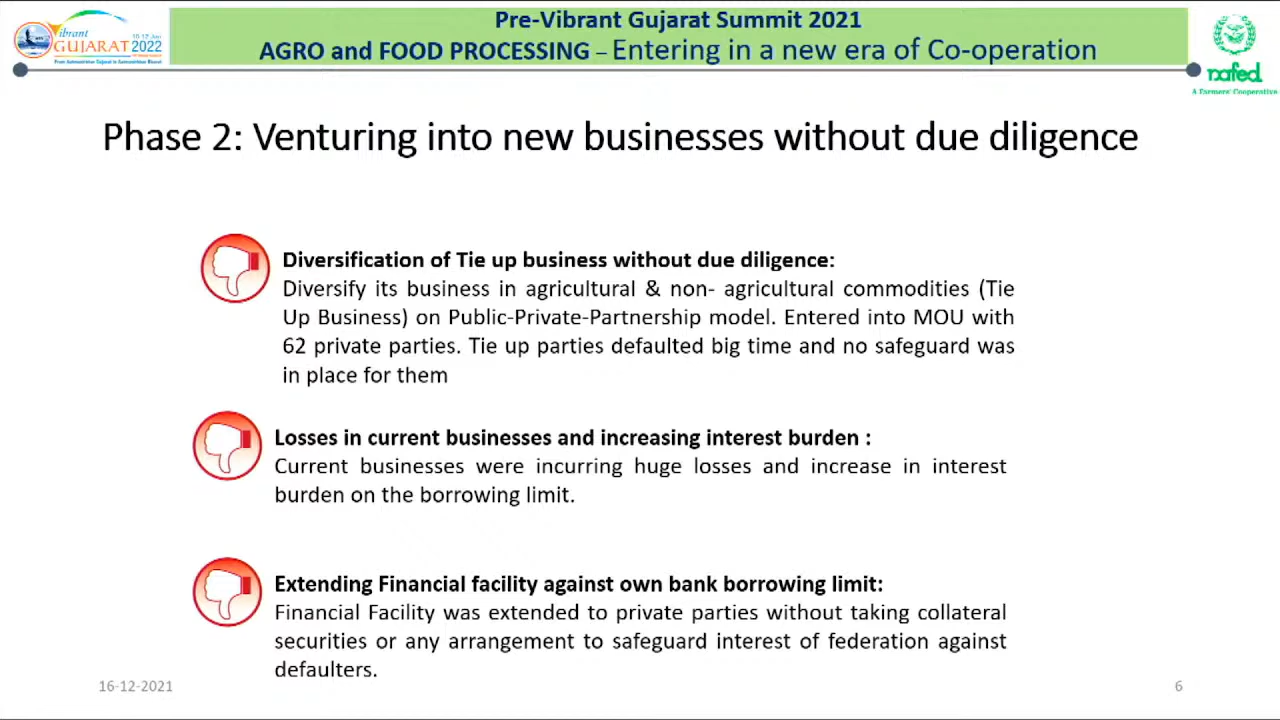 Pre-Vibrant Gujarat Summit 2021
AGRO and FOOD PROCESSING – Entering in a new era of Co-operation
Vibrant
GUJARAT 2022
nafed
A Farmers' Cooperative
Phase 2: Venturing into new businesses without due diligence
Diversification of Tie up business without due diligence:
Diversify its business in agricultural & non- agricultural commodities (Tie
Up Business) on Public-Private-Partnership model. Entered into MOU with
62 private parties. Tie up parties defaulted big time and no safeguard was
in place for them
Losses in current businesses and increasing interest burden :
Current businesses were incurring huge losses and increase in interest
burden on the borrowing limit.
Extending Financial facility against own bank borrowing limit:
Financial Facility was extended to private parties without taking collateral
securities or any arrangement to safeguard interest of federation against
defaulters.
16-12-2021
6